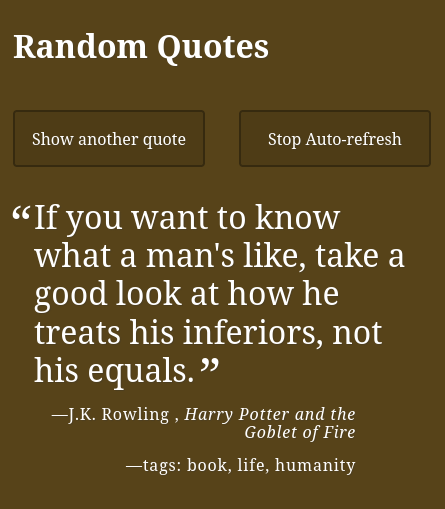 Random Quotes
Show another quote
Stop Auto-refresh
“If you want to know
what a man's like, take a
good look at how he
treats his inferiors, not
his equals.”
—J.K. Rowling , Harry Potter and the
Goblet of Fire
—tags: book, life, humanity